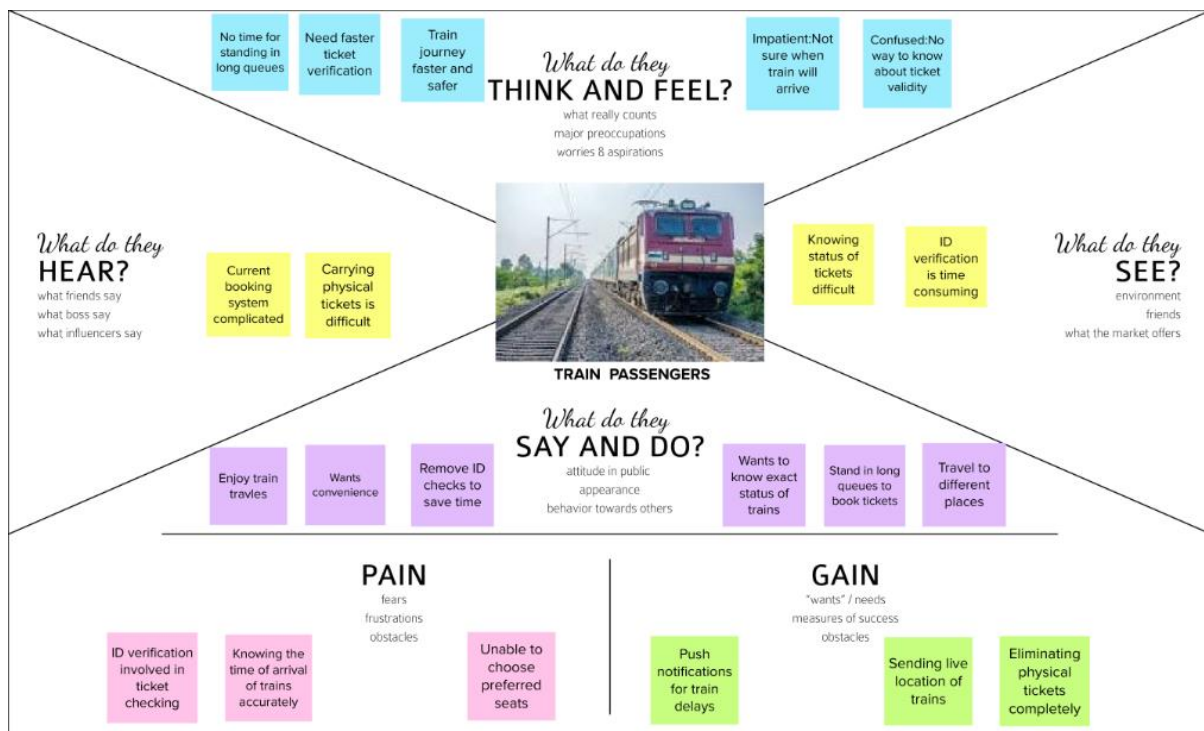 No time for
standing in
long queues
Need faster
ticket
verification
Train
journey
faster and
safer
What do they
THINK AND FEEL?
what really counts
major preoccupations
worries 8 aspirations
Impatient:Not
sure when
train will
arrive
Confused:No
way to know
about ticket
validity
What do they
HEAR?
what friends say
what boss say
what influencers say
Current
booking
system
complicated
Carrying
physical
tickets is
difficult
TRAIN PASSENGERS
Knowing
status of
tickets
difficult
ID
verification
is time
consuming
What do they
SEE?
environment
friends
what the market offers
What do they
SAY AND DO?
attitude in public
appearance
behavior towards others
Enjoy train
travles
Wants
convenience
Remove ID
checks to
save time
Wants to
know exact
status of
trains
Stand in long
queues to
book tickets
Travel to
different
places
PAIN
fears
frustrations
obstacles
ID verification
involved in
ticket
checking
Knowing the
time of arrival
of trains
accurately
Unable to
choose
preferred
seats
GAIN
"wants" / needs
measures of success
obstacles
Push
notifications
for train
delays
Sending live
location of
trains
Eliminating
physical
tickets
completely